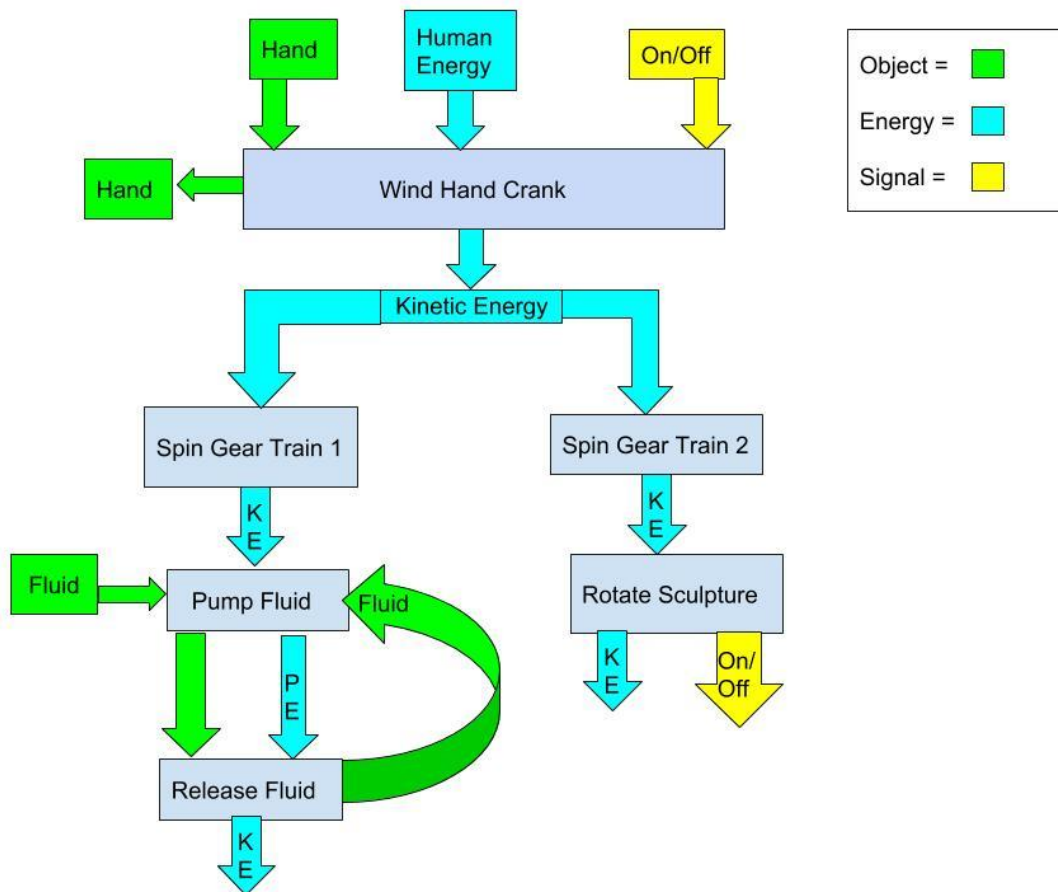 Hand
Human
Energy
On/Off
Object =
Energy =
Signal =
Hand
Wind Hand Crank
Kinetic Energy
Spin Gear Train 1
Spin Gear Train 2
K
E
K
E
Fluid
Pump Fluid
Fluid
Rotate Sculpture
P
E
K
E
On/
Off
Release Fluid
K
E